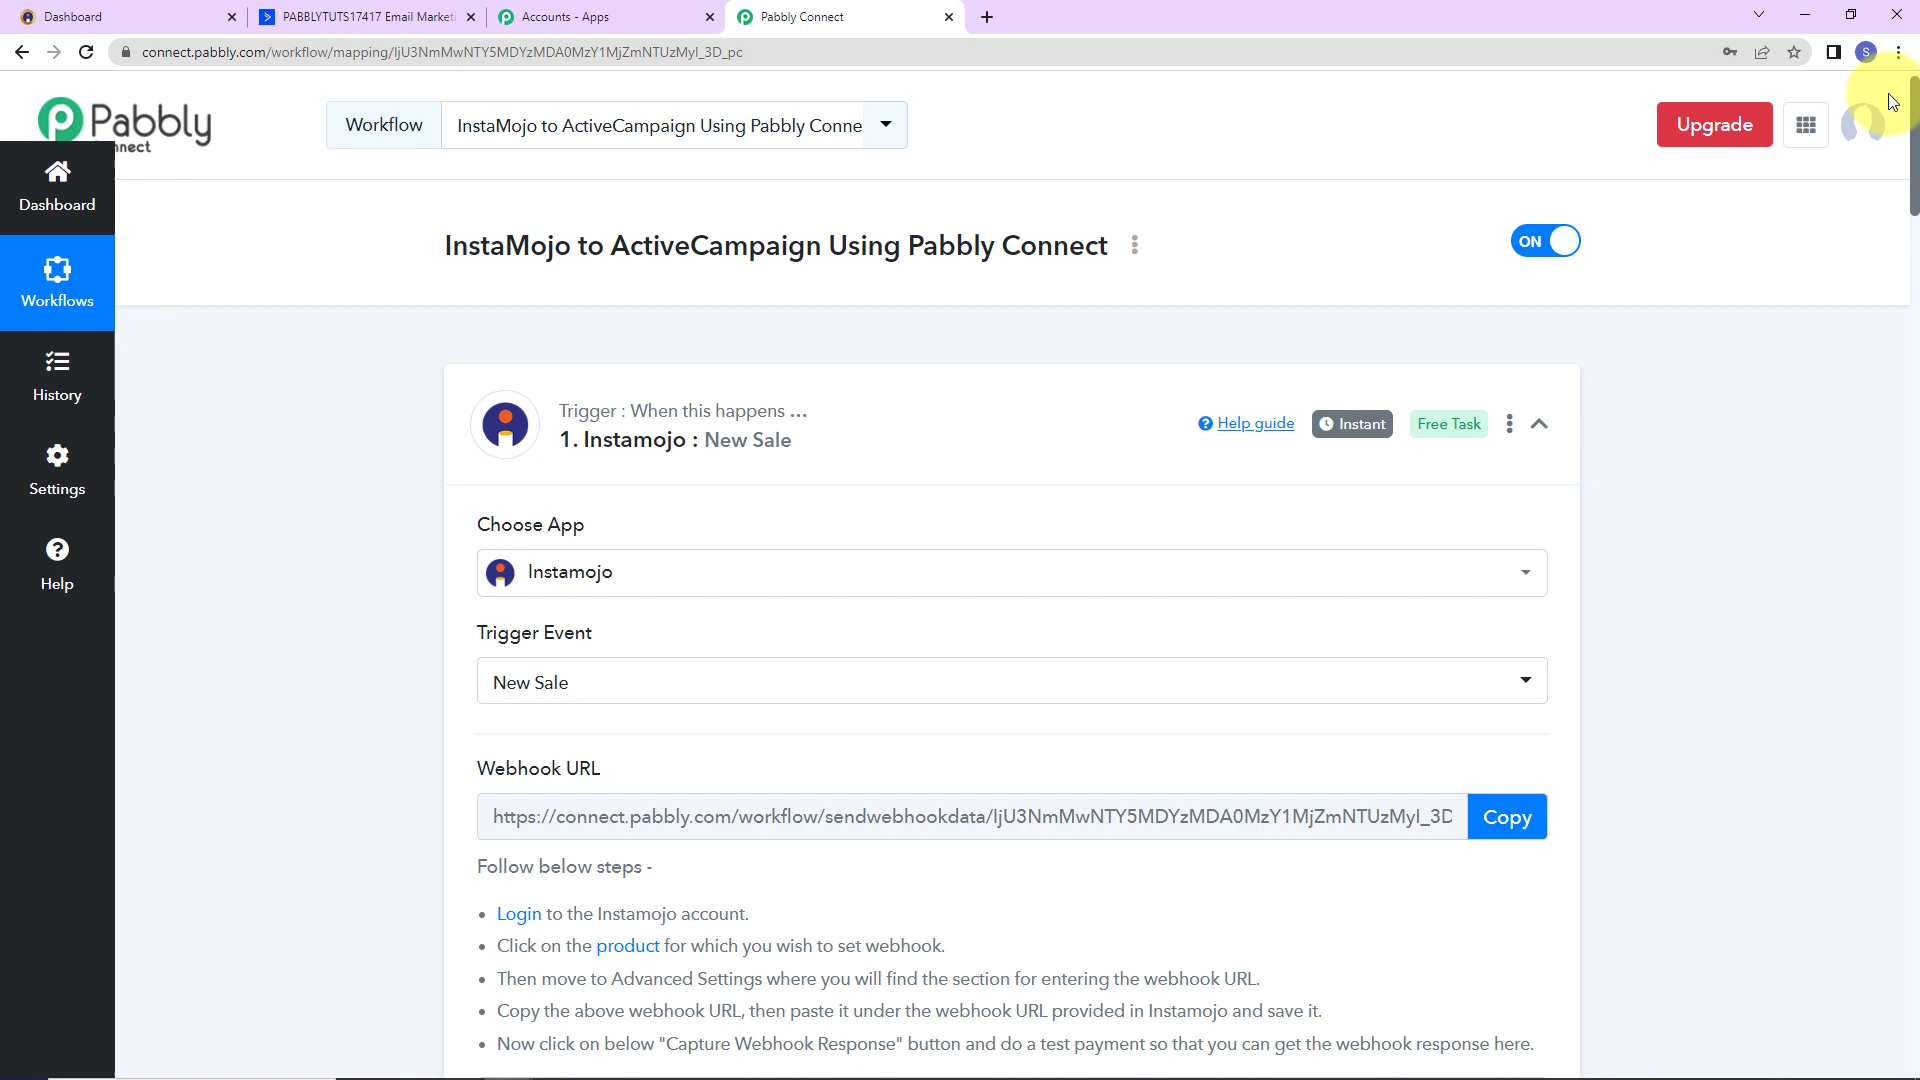 Dashboard
PABBLYTUTS17417 Email Marketi
Accounts - Apps
Pabbly Connect
connect.pabbly.com/workflow/mapping/IjU3NmMwNTY5MDYzMDA0MzY1MjZmNTUzMyI_3D_pc
S
Pabbly
nnect
Workflow
InstaMojo to ActiveCampaign Using Pabbly Conne
Upgrade
Dashboard
Workflows
History
Settings
Help
InstaMojo to ActiveCampaign Using Pabbly Connect
ON
Trigger : When this happens ...
1. Instamojo : New Sale
Help guide
Instant
Free Task
Choose App
Instamojo
Trigger Event
New Sale
Webhook URL
https://connect.pabbly.com/workflow/sendwebhookdata/IjU3NmMwNTY5MDYzMDA0MzY1MjZmNTUzMyI_3D
Copy
Follow below steps -
• Login to the Instamojo account.
• Click on the product for which you wish to set webhook.
• Then move to Advanced Settings where you will find the section for entering the webhook URL.
• Copy the above webhook URL, then paste it under the webhook URL provided in Instamojo and save it.
• Now click on below "Capture Webhook Response" button and do a test payment so that you can get the webhook response here.